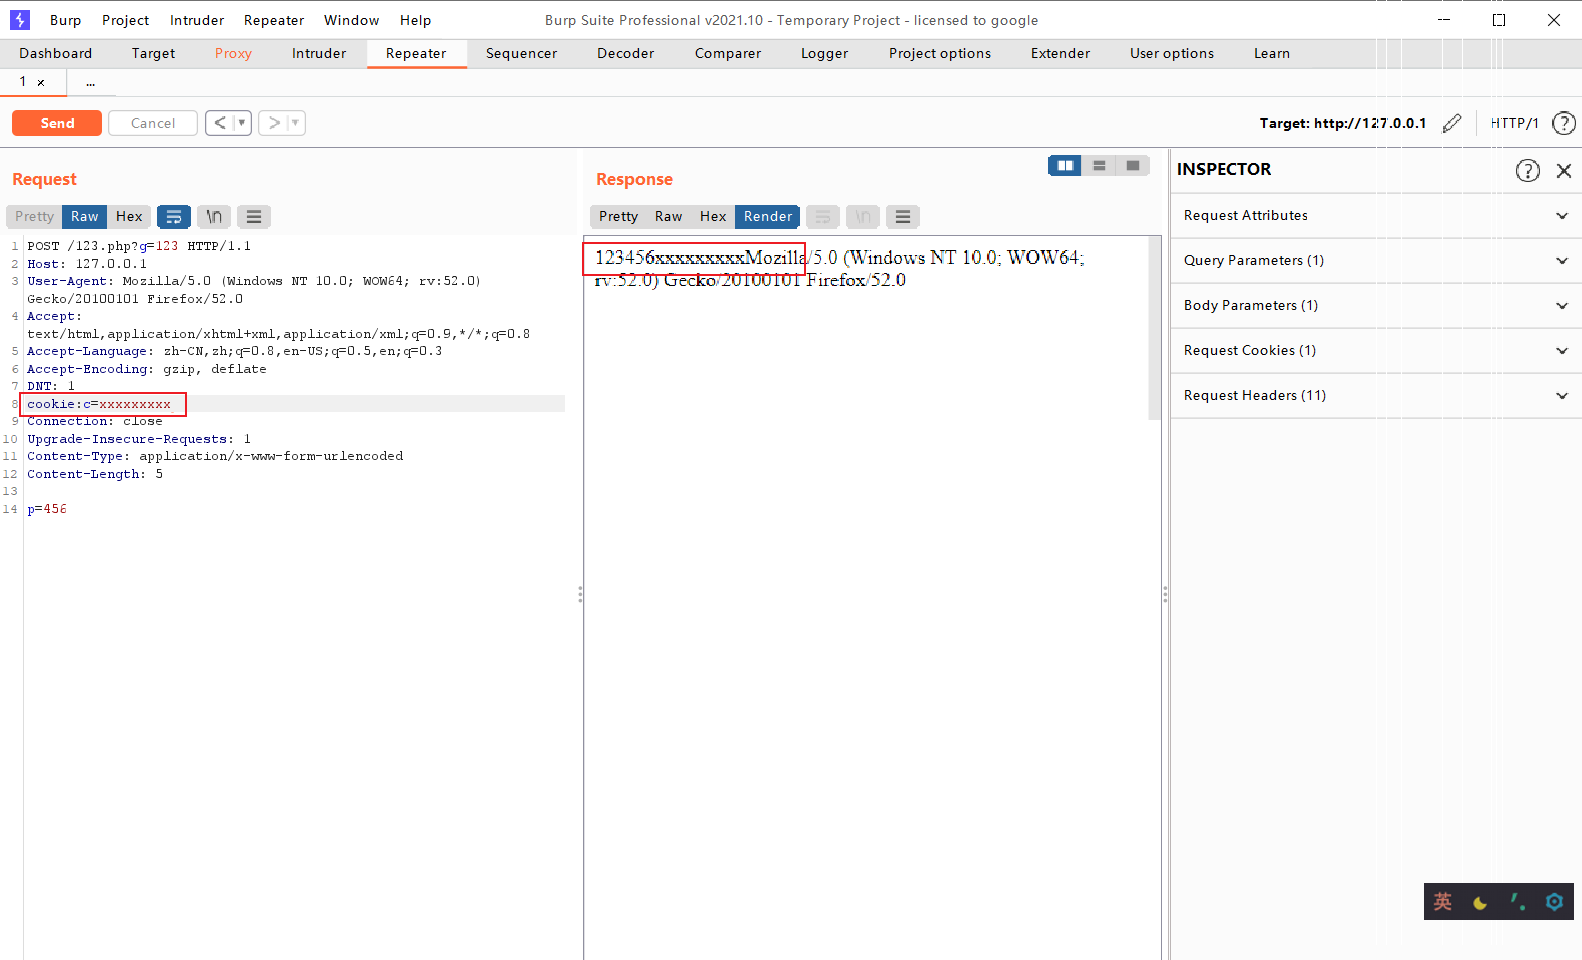 Burp Project Intruder Repeater Window Help Burp Suite Professional v2021.10 - Temporary Project - licensed to google
Dashboard Target Proxy Intruder Repeater Sequencer Decoder Comparer Logger Project options Extender User options Learn
1 × ...
Send Cancel < > Target: http://127.0.0.1 HTTP/1 ?
Request
Pretty Raw Hex \n
1 POST /123.php?g=123 HTTP/1.1
2 Host: 127.0.0.1
3 User-Agent: Mozilla/5.0 (Windows NT 10.0; WOW64; rv:52.0)
Gecko/20100101 Firefox/52.0
4 Accept:
text/html,application/xhtml+xml,application/xml;q=0.9,*/*;q=0.8
5 Accept-Language: zh-CN,zh;q=0.8,en-US;q=0.5,en;q=0.3
6 Accept-Encoding: gzip, deflate
7 DNT: 1
8 cookie:c=xxxxxxxxx
9 Connection: close
10 Upgrade-Insecure-Requests: 1
11 Content-Type: application/x-www-form-urlencoded
12 Content-Length: 5
13
14 p=456
Response
Pretty Raw Hex Render \n
123456xxxxxxxxxMozilla/5.0 (Windows NT 10.0; WOW64;
rv:52.0) Gecko/20100101 Firefox/52.0
INSPECTOR ?
Request Attributes
Query Parameters (1)
Body Parameters (1)
Request Cookies (1)
Request Headers (11)
英